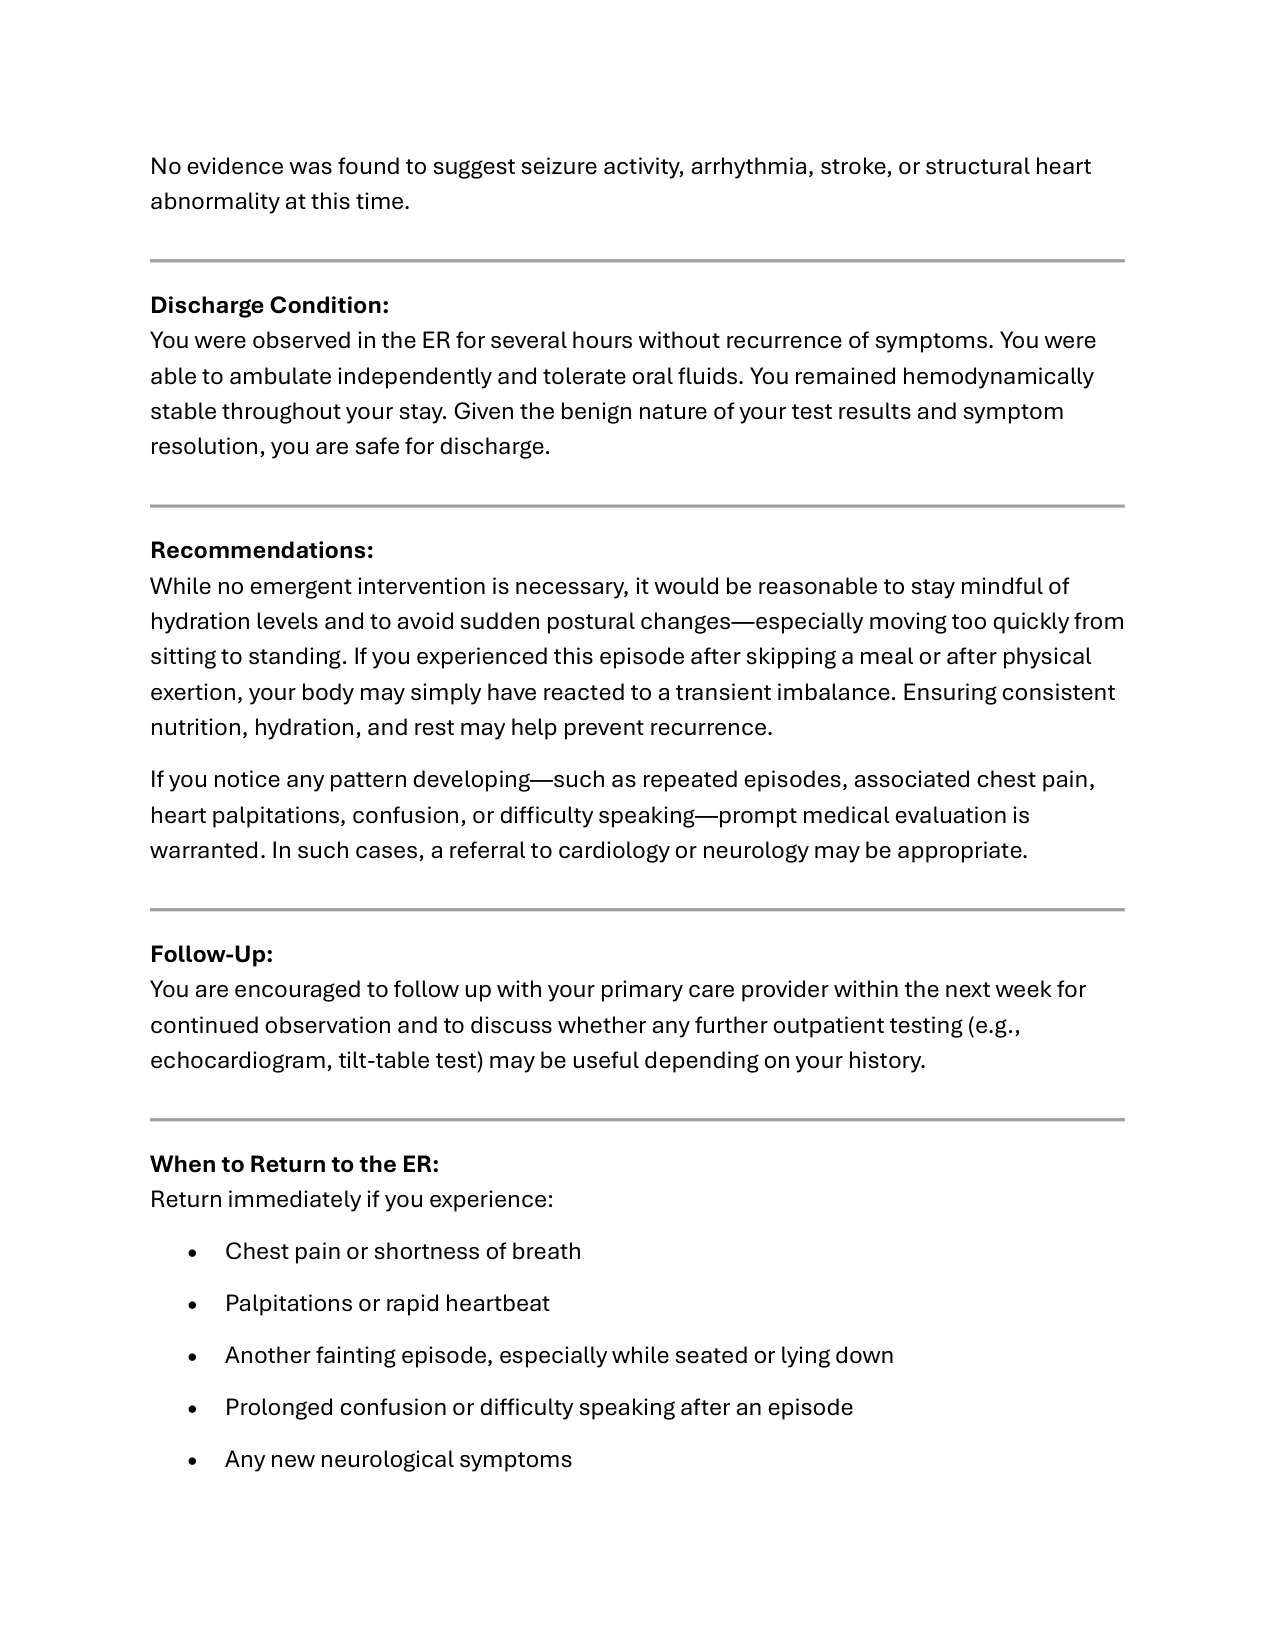 No evidence was found to suggest seizure activity, arrhythmia, stroke, or structural heart
abnormality at this time.
Discharge Condition:
You were observed in the ER for several hours without recurrence of symptoms. You were
able to ambulate independently and tolerate oral fluids. You remained hemodynamically
stable throughout your stay. Given the benign nature of your test results and symptom
resolution, you are safe for discharge.
Recommendations:
While no emergent intervention is necessary, it would be reasonable to stay mindful of
hydration levels and to avoid sudden postural changes—especially moving too quickly from
sitting to standing. If you experienced this episode after skipping a meal or after physical
exertion, your body may simply have reacted to a transient imbalance. Ensuring consistent
nutrition, hydration, and rest may help prevent recurrence.
If you notice any pattern developing—such as repeated episodes, associated chest pain,
heart palpitations, confusion, or difficulty speaking—prompt medical evaluation is
warranted. In such cases, a referral to cardiology or neurology may be appropriate.
Follow-Up:
You are encouraged to follow up with your primary care provider within the next week for
continued observation and to discuss whether any further outpatient testing (e.g.,
echocardiogram, tilt-table test) may be useful depending on your history.
When to Return to the ER:
Return immediately if you experience:
• Chest pain or shortness of breath
• Palpitations or rapid heartbeat
• Another fainting episode, especially while seated or lying down
• Prolonged confusion or difficulty speaking after an episode
• Any new neurological symptoms